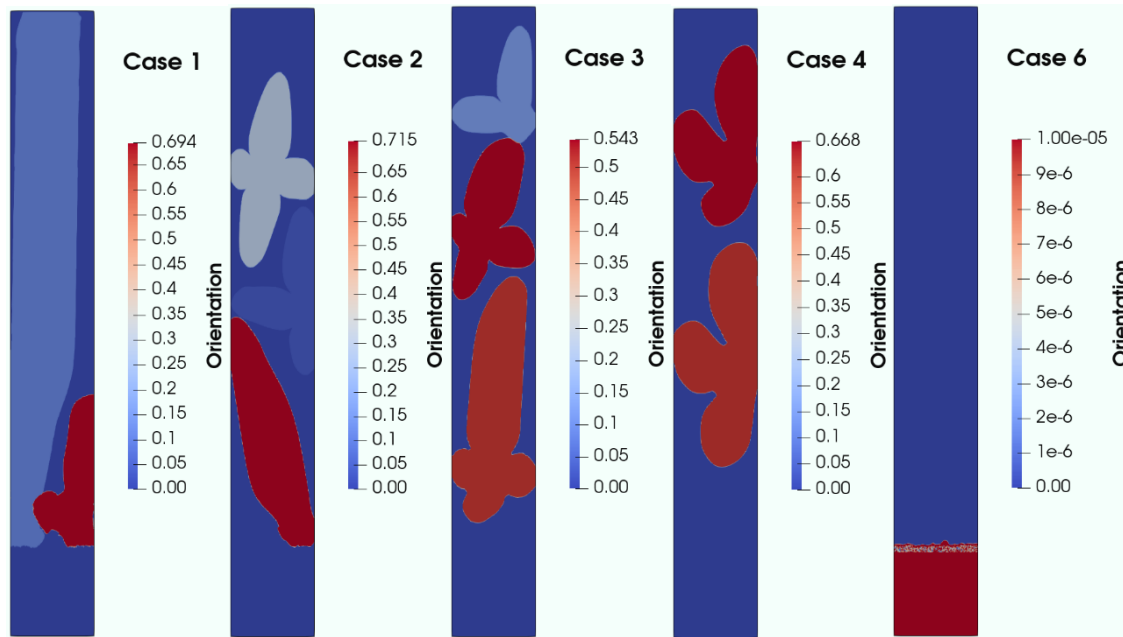 Case 1
0.694
0.65
0.6
0.55
0.5
0.45
0.4
0.35
0.3
0.25
0.2
0.15
0.1
0.05
0.00
Orientation
Case 2
0.715
0.65
0.6
0.55
0.5
0.45
0.4
0.35
0.3
0.25
0.2
0.15
0.1
0.05
0.00
Orientation
Case 3
0.543
0.5
0.45
0.4
0.35
0.3
0.25
0.2
0.15
0.1
0.05
0.00
Orientation
Case 4
0.668
0.6
0.55
0.5
0.45
0.4
0.35
0.3
0.25
0.2
0.15
0.1
0.05
0.00
Orientation
Case 6
1.00e-05
9e-6
8e-6
7e-6
6e-6
5e-6
4e-6
3e-6
2e-6
1e-6
0.00
Orientation